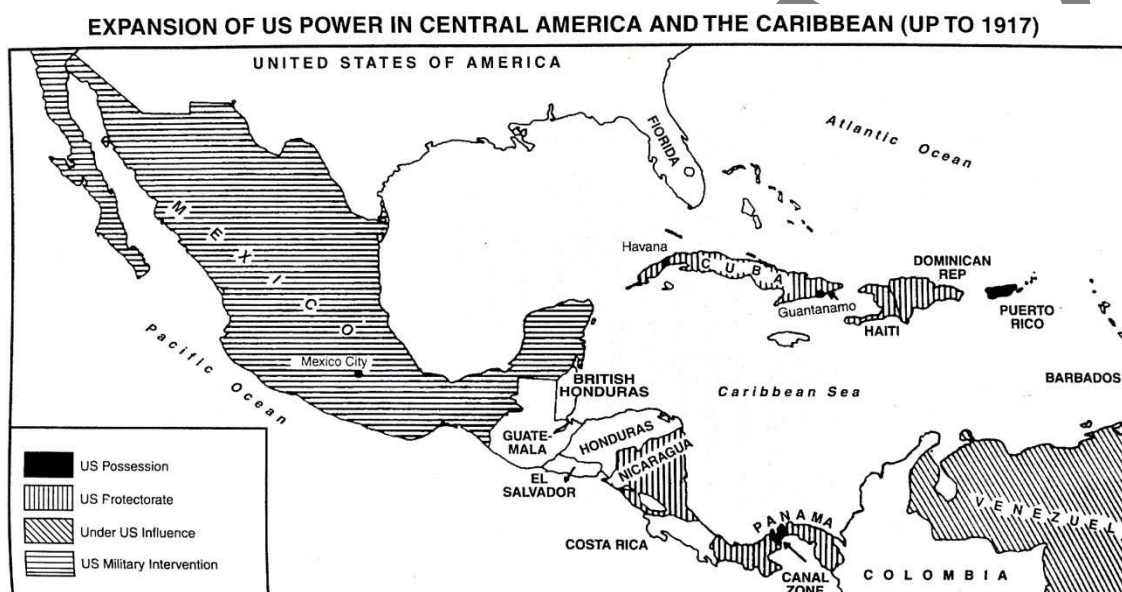 EXPANSION OF US POWER IN CENTRAL AMERICA AND THE CARIBBEAN (UP TO 1917)
UNITED STATES OF AMERICA
FlORIDA
Atlantic Ocean
MEXICO
Havana
CUBA
DOMINICAN
REP
Guantanamo
HAITI
PUERTO
RICO
Pacific Ocean
Mexico City
BRITISH
HONDURAS
Caribbean Sea
BARBADOS
GUATE-
MALA
HONDURAS
NICARAGUA
EL
SALVADOR
COSTA RICA
PANAMA
VENEZUEL
CANAL
ZONE
COLOMBIA
US Possession
US Protectorate
Under US Influence
US Military Intervention